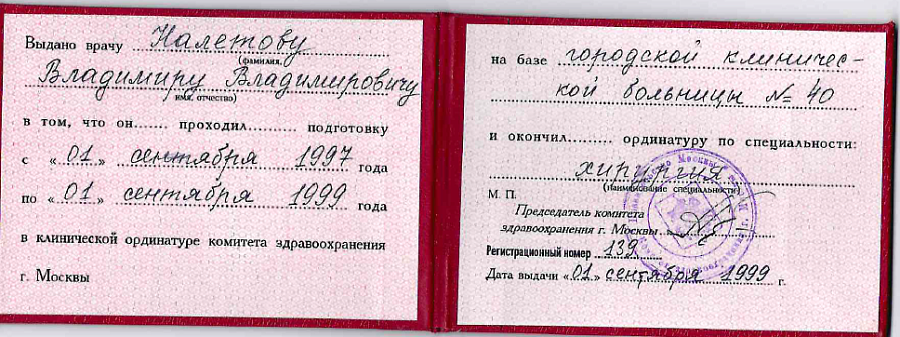 Выдано врачу Налетову
(фамилия,
Владимиру Владимировичу
имя, отчество)
в том, что он...... проходил......... подготовку
с «01» сентября 1997 года
по «01» сентября 1999 года
в клинической ординатуре комитета здравоохранения
г. Москвы
на базе городской клиничес-
кой больницы № 40
и окончил......... ординатуру по специальности:
хирургия
(наименование специальности)
М. П.
Председатель комитета
здравоохранения г. Москвы
Регистрационный номер 139
Дата выдачи «01» сентября 1999 г.